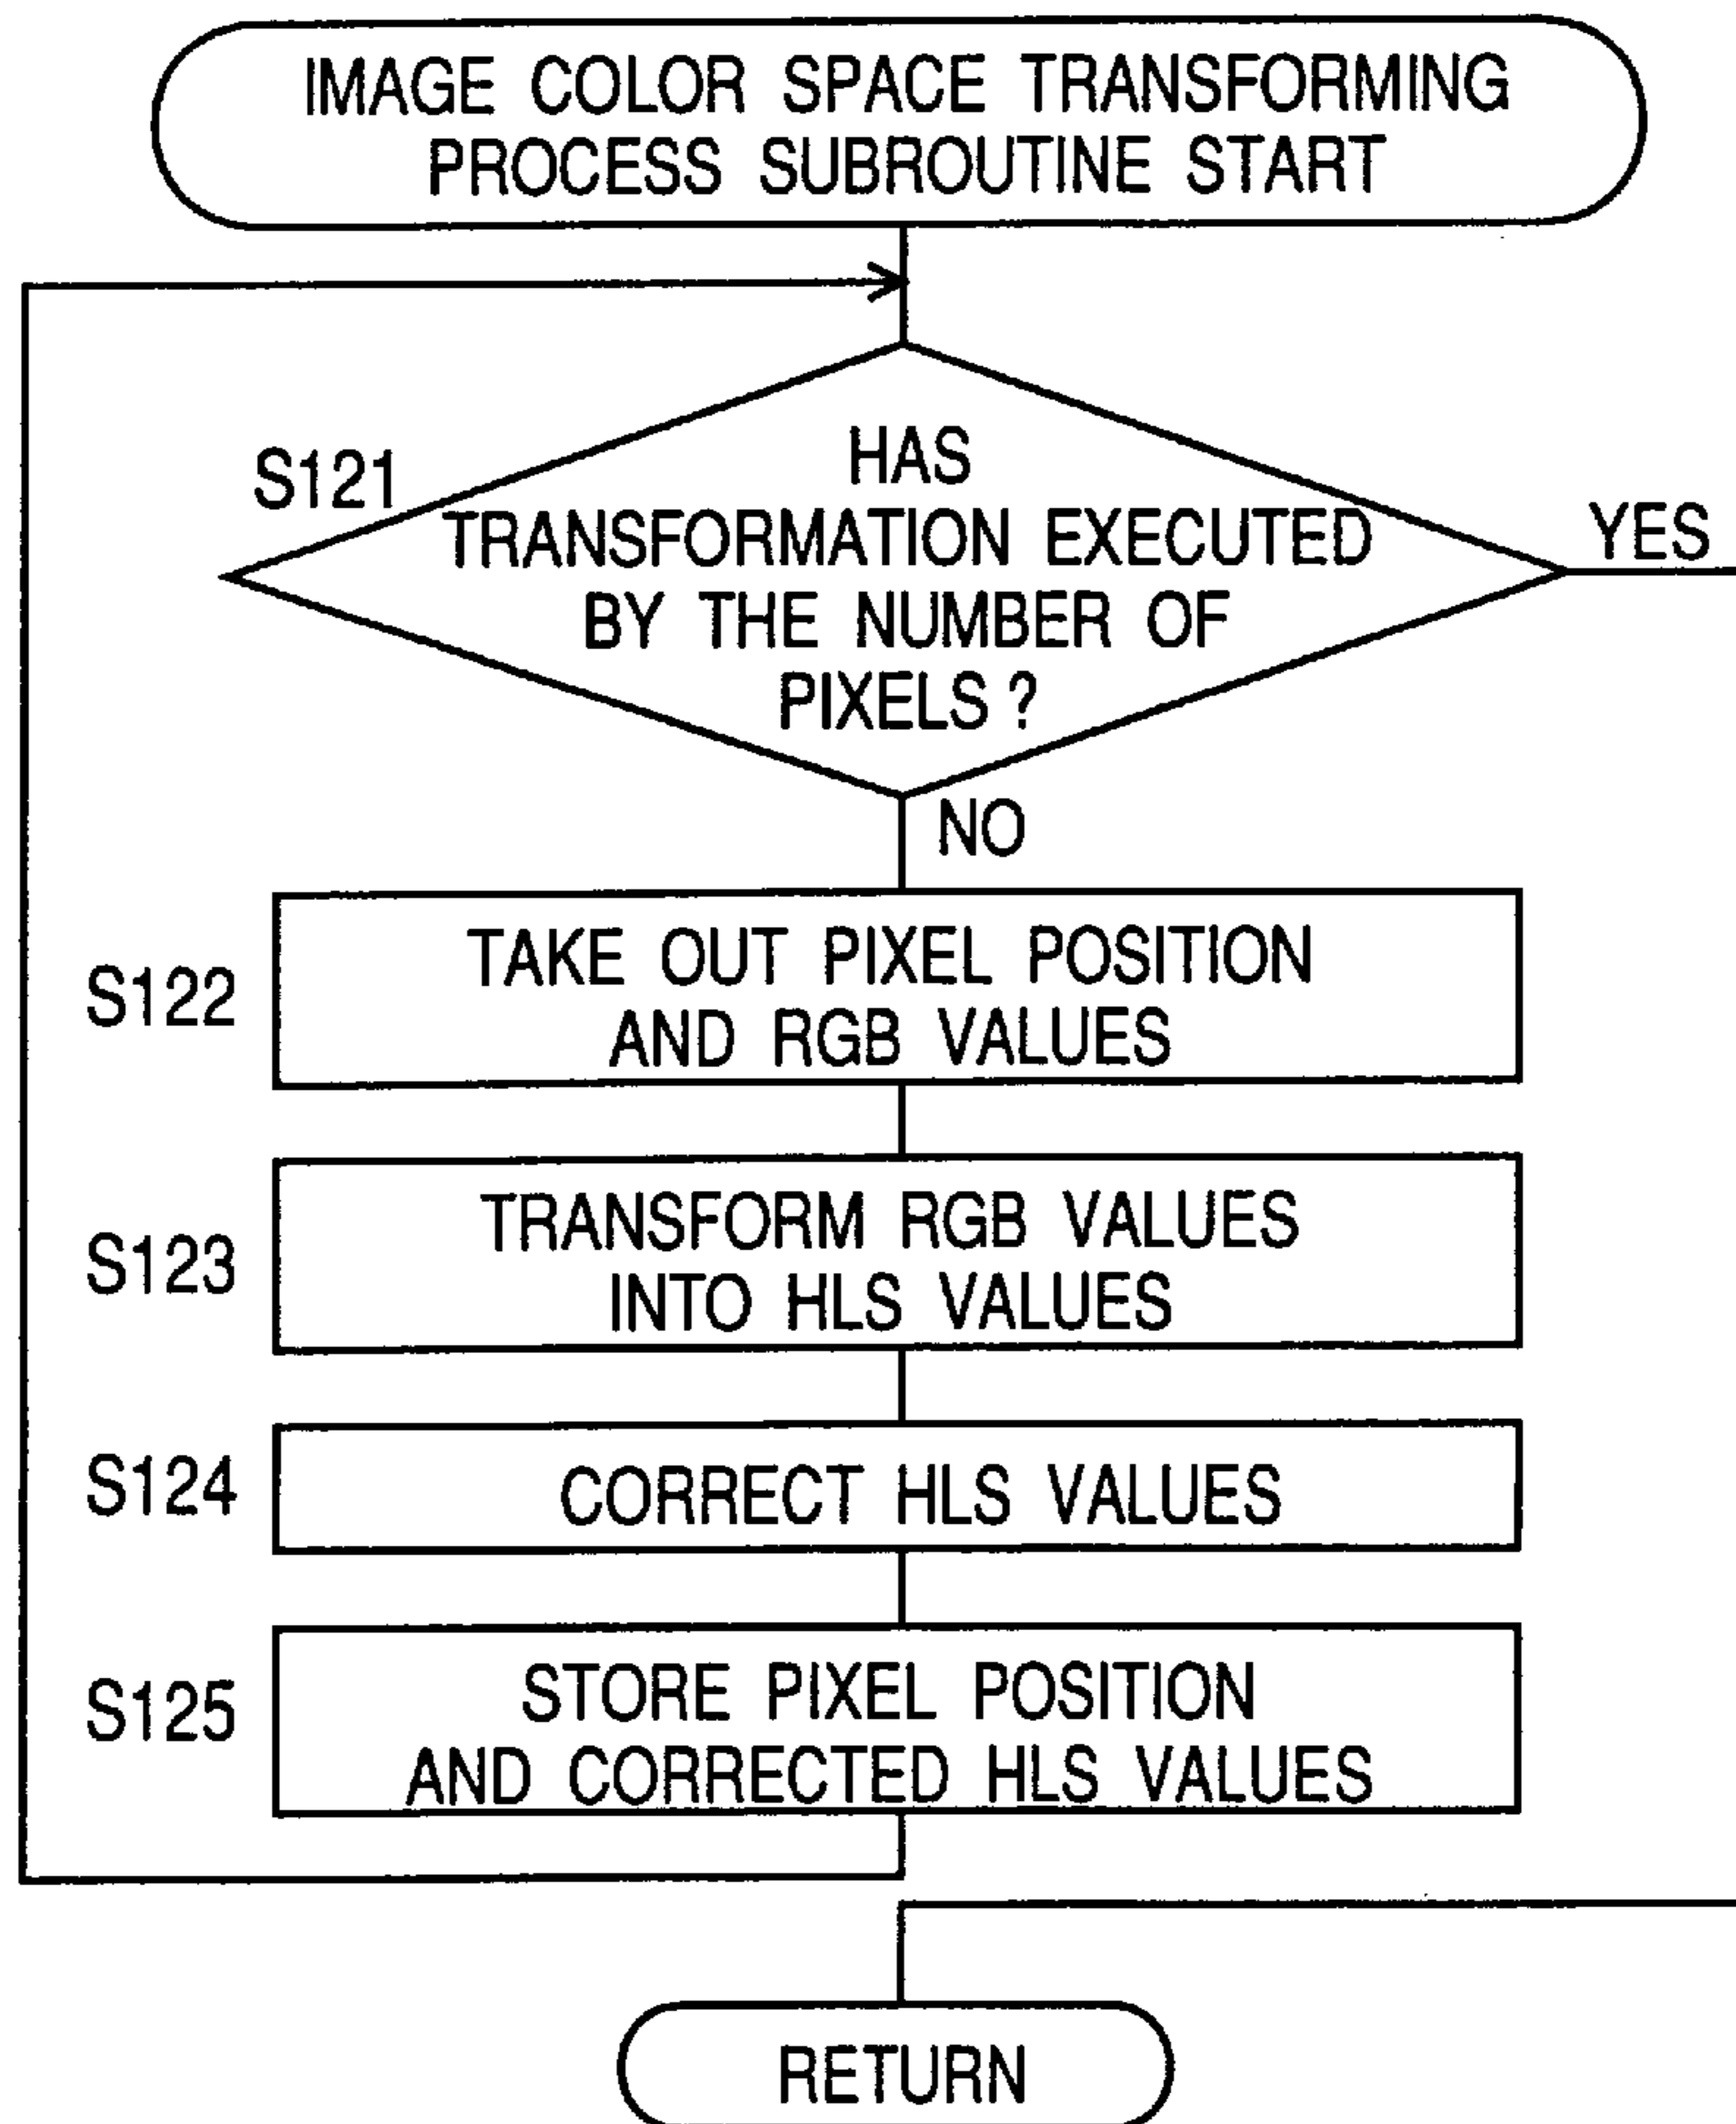 IMAGE COLOR SPACE TRANSFORMING
PROCESS SUBROUTINE START
S121
HAS
TRANSFORMATION EXECUTED
BY THE NUMBER OF
PIXELS ?
YES
NO
S122
TAKE OUT PIXEL POSITION
AND RGB VALUES
S123
TRANSFORM RGB VALUES
INTO HLS VALUES
S124
CORRECT HLS VALUES
S125
STORE PIXEL POSITION
AND CORRECTED HLS VALUES
RETURN